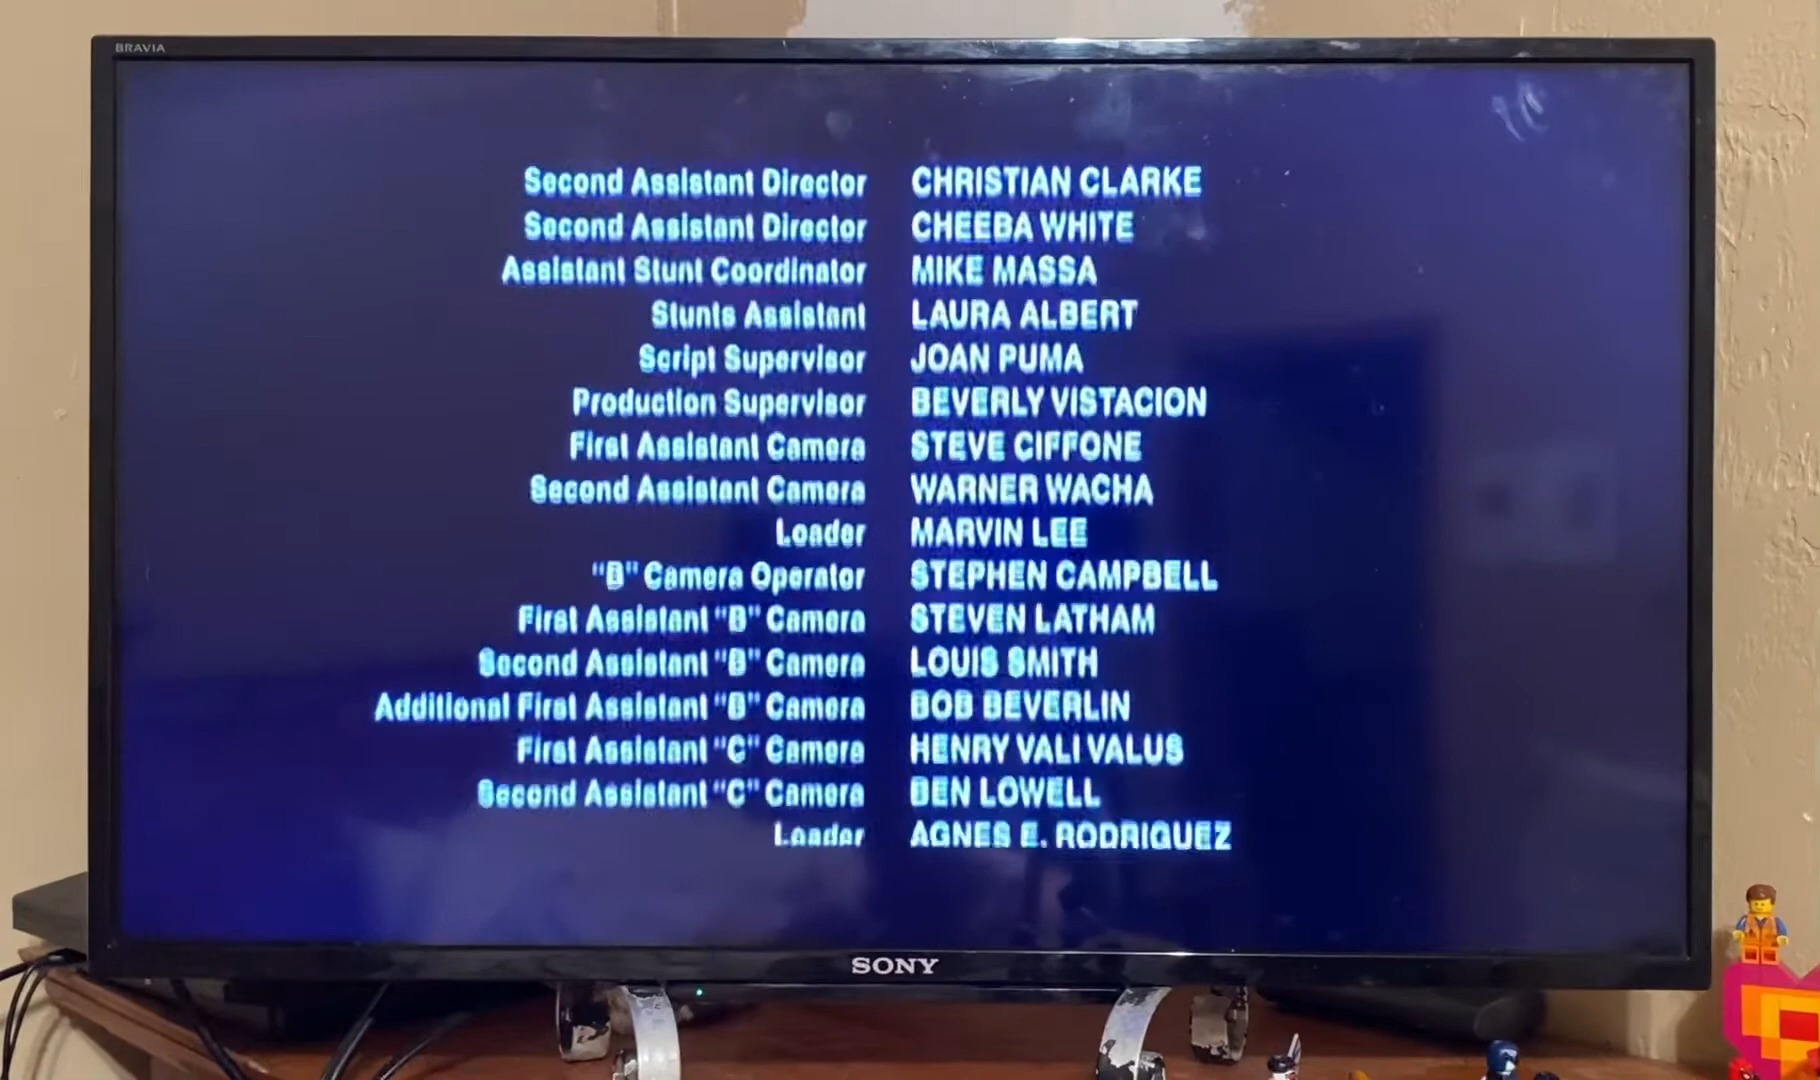 BRAVIA
Second Assistant Director CHRISTIAN CLARKE
Second Assistant Director CHEEBA WHITE
Assistant Stunt Coordinator MIKE MASSA
Stunts Assistant LAURA ALBERT
Script Supervisor JOAN PUMA
Production Supervisor BEVERLY VISTACION
First Assistant Camera STEVE CIFFONE
Second Assistant Camera WARNER WACHA
Loader MARVIN LEE
"B" Camera Operator STEPHEN CAMPBELL
First Assistant "B" Camera STEVEN LATHAM
Second Assistant "B" Camera LOUIS SMITH
Additional First Assistant "B" Camera BOB BEVERLIN
First Assistant "C" Camera HENRY VALI VALUS
Second Assistant "C" Camera BEN LOWELL
Loader AGNES E. RODRIGUEZ
SONY